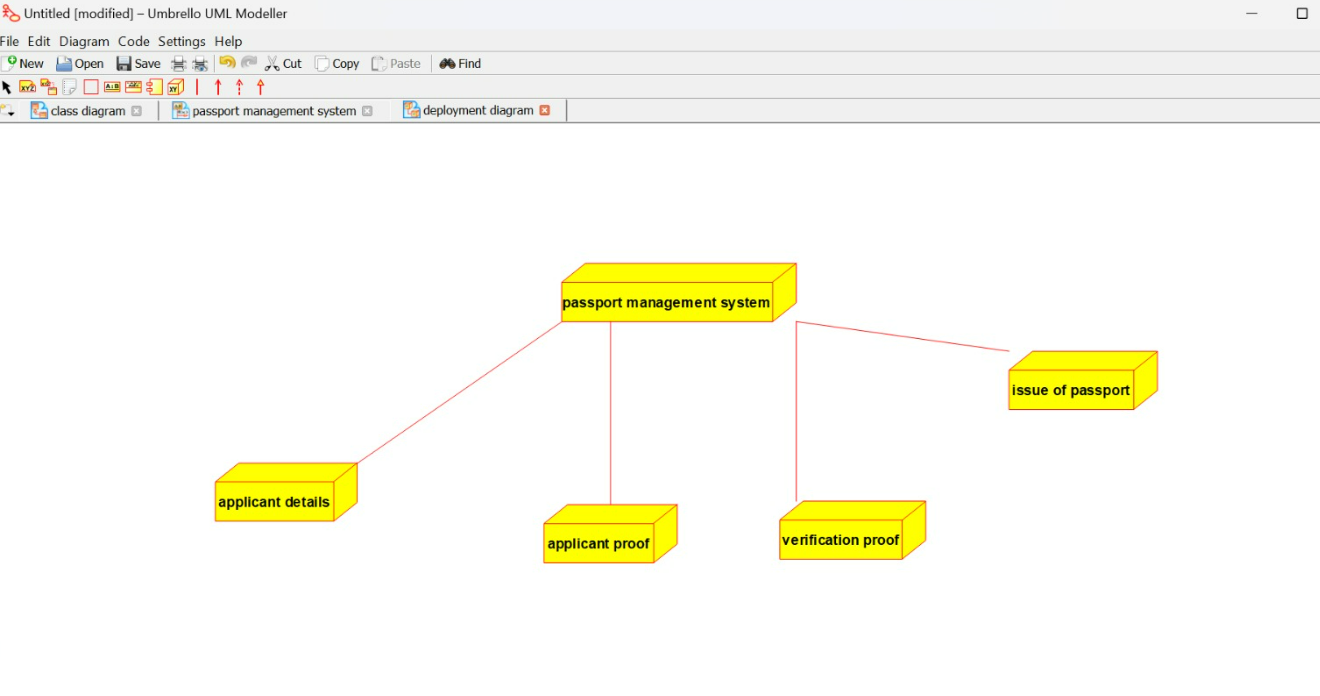 Untitled [modified] – Umbrello UML Modeller
File Edit Diagram Code Settings Help
New Open Save Cut Copy Paste Find
class diagram passport management system deployment diagram
passport management system
issue of passport
applicant details
applicant proof
verification proof